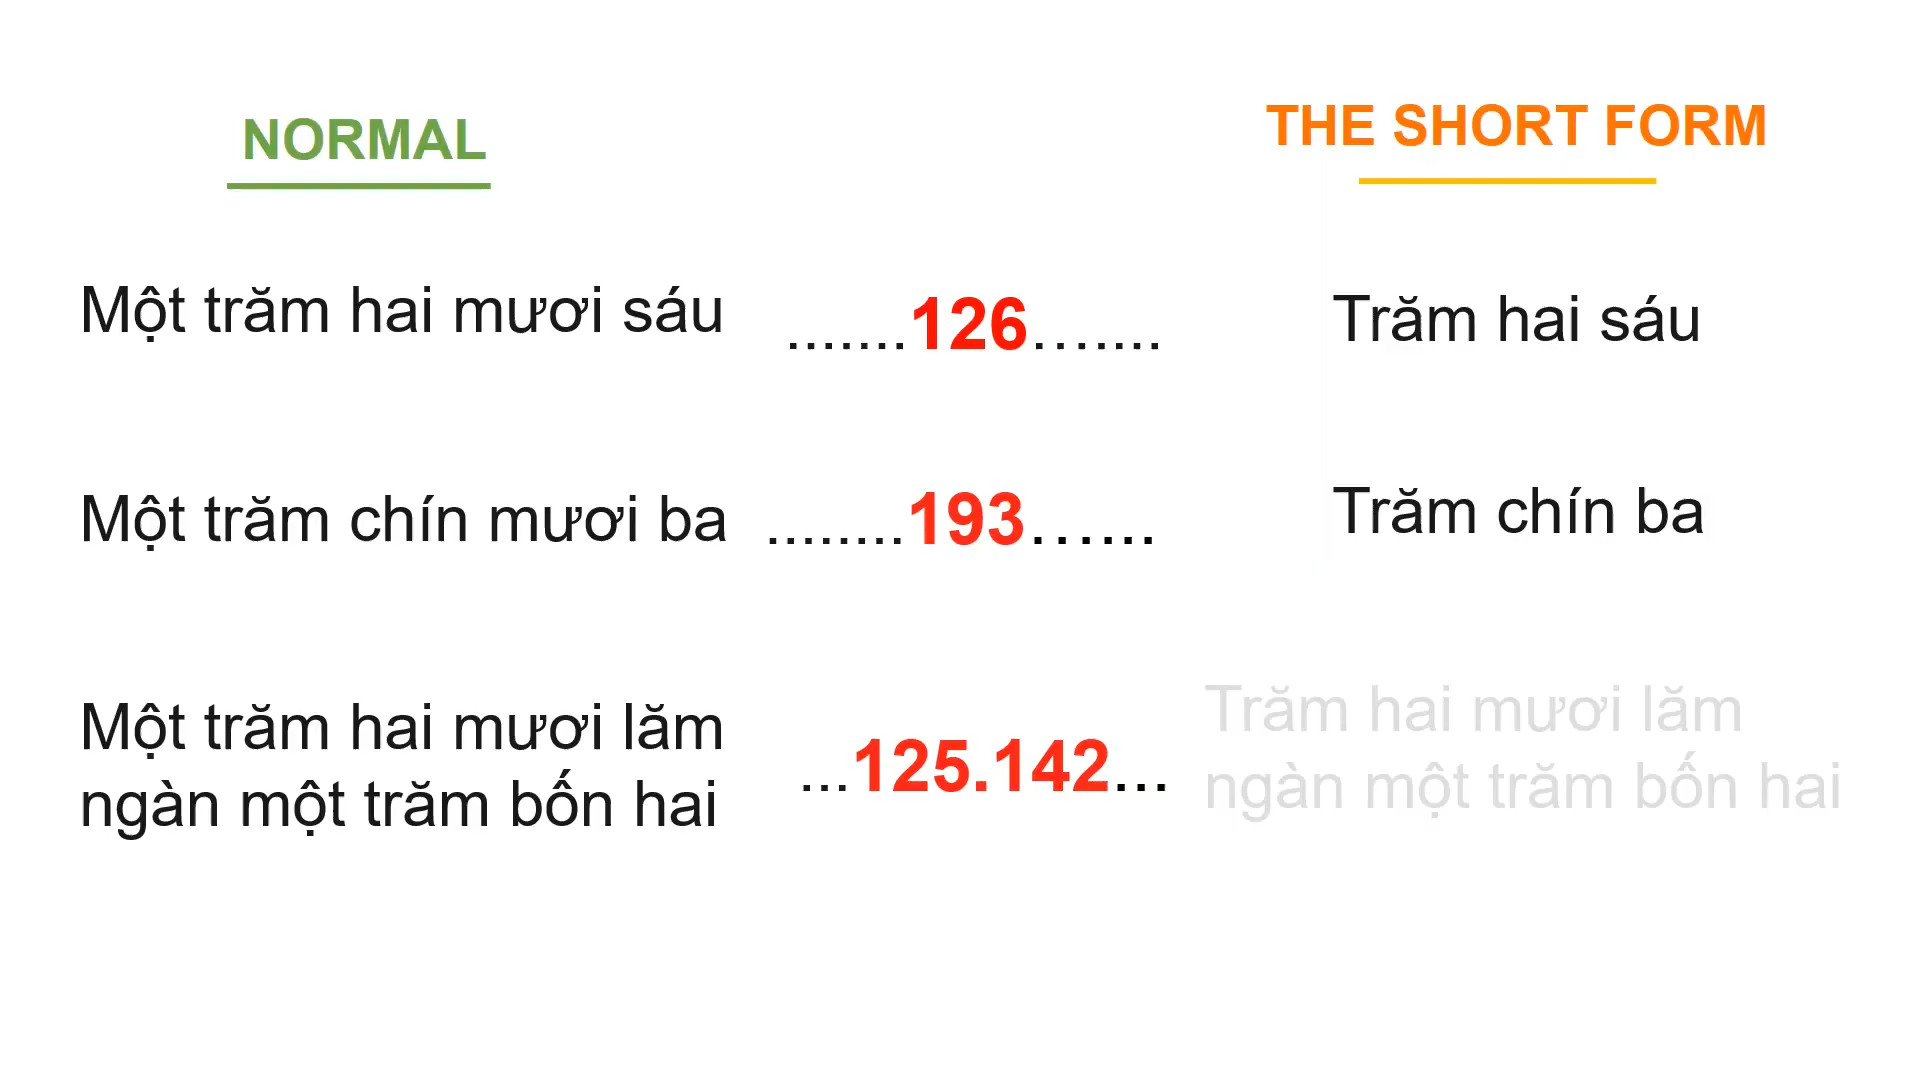 NORMAL
THE SHORT FORM
Một trăm hai mươi sáu
.......126…....
Trăm hai sáu
Một trăm chín mươi ba
........193…...
Trăm chín ba
Một trăm hai mươi lăm
ngàn một trăm bốn hai
...125.142...
Trăm hai mươi lăm
ngàn một trăm bốn hai